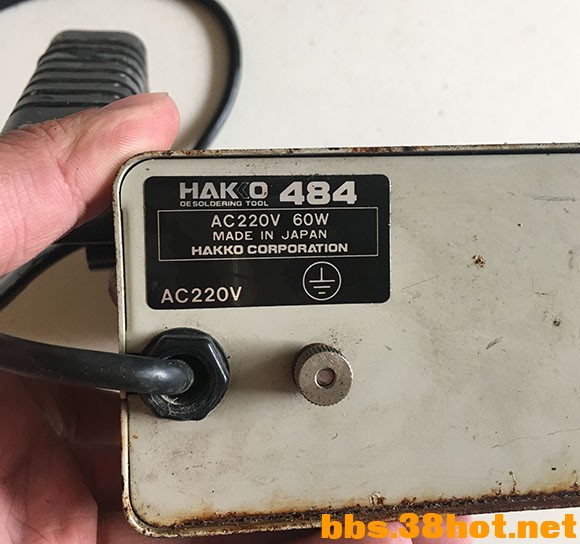 HAKKO 484
DESOLDERING TOOL
AC220V 60W
MADE IN JAPAN
HAKKO CORPORATION
AC220V
bbs.38hot.net